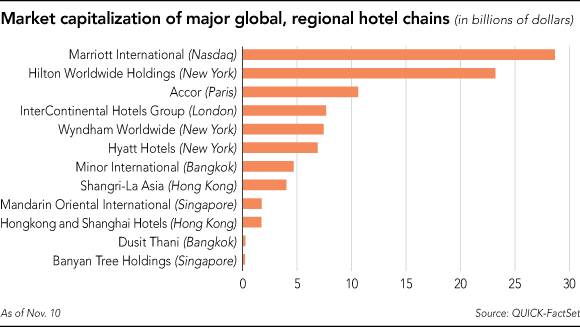 Market capitalization of major global, regional hotel chains (in billions of dollars)
Marriott International (Nasdaq)
Hilton Worldwide Holdings (New York)
Accor (Paris)
InterContinental Hotels Group (London)
Wyndham Worldwide (New York)
Hyatt Hotels (New York)
Minor International (Bangkok)
Shangri-La Asia (Hong Kong)
Mandarin Oriental International (Singapore)
Hongkong and Shanghai Hotels (Hong Kong)
Dusit Thani (Bangkok)
Banyan Tree Holdings (Singapore)
0 5 10 15 20 25 30
As of Nov. 10 Source: QUICK-FactSet